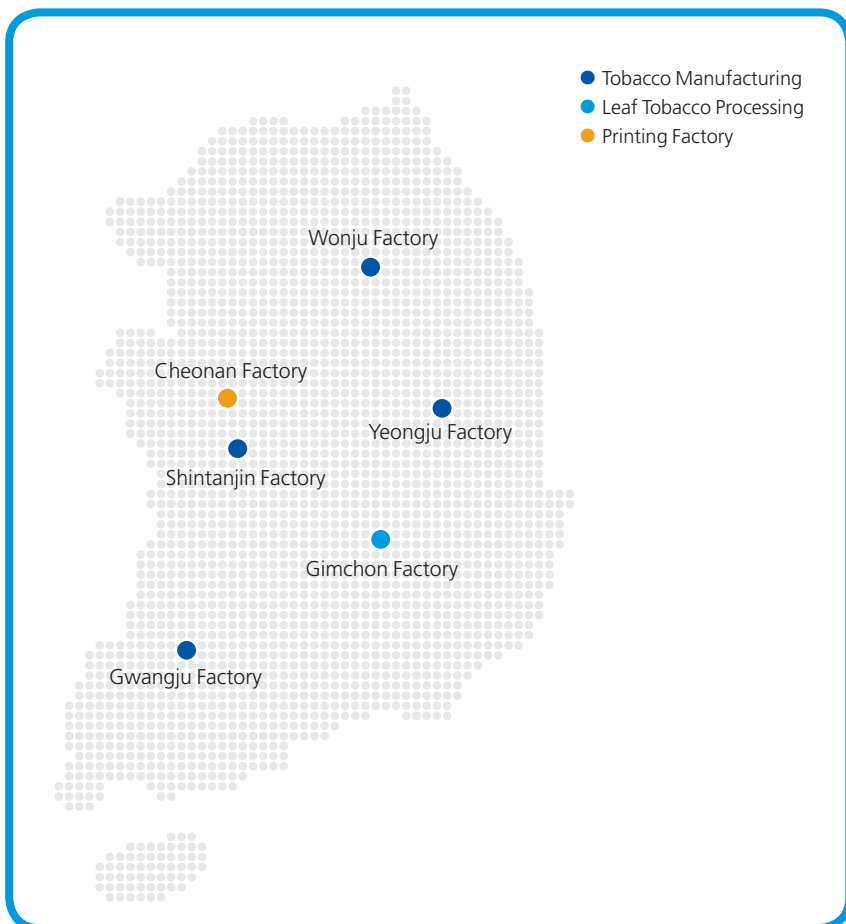 Tobacco Manufacturing
Leaf Tobacco Processing
Printing Factory
Wonju Factory
Cheonan Factory
Yeongju Factory
Shintanjin Factory
Gimchon Factory
Gwangju Factory